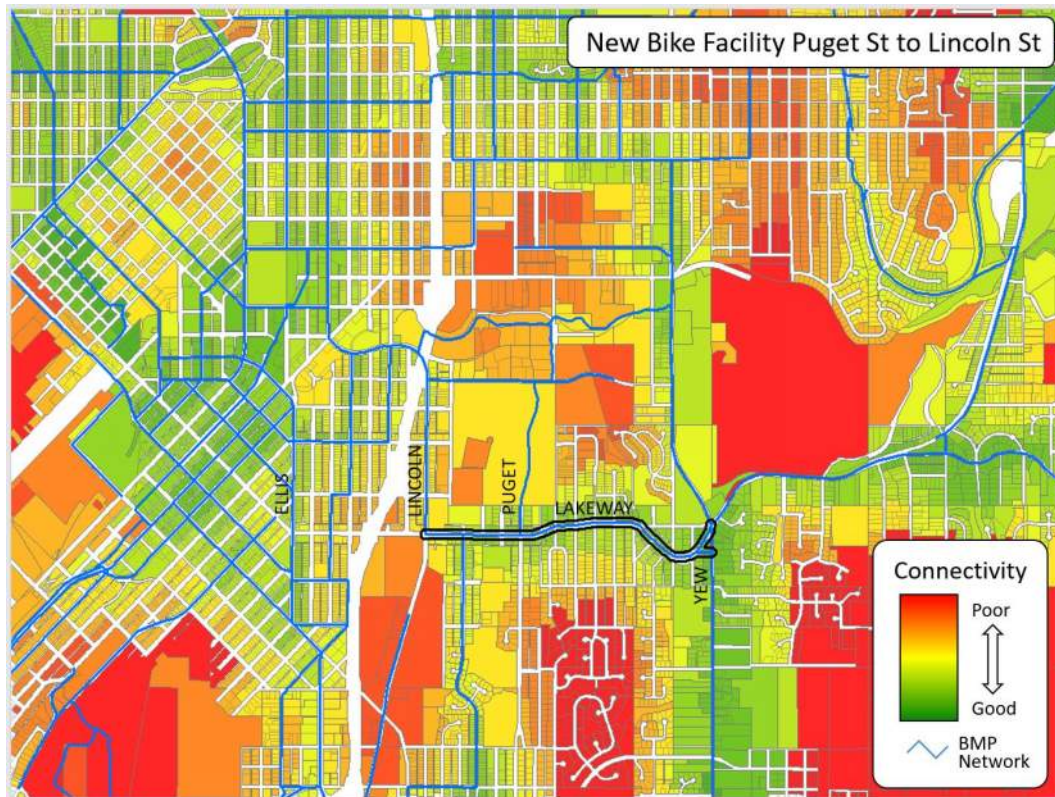 New Bike Facility Puget St to Lincoln St
ELLIS
LINCOLN
PUGET
LAKEWAY
YEW
Connectivity
Poor
Good
BMP
Network